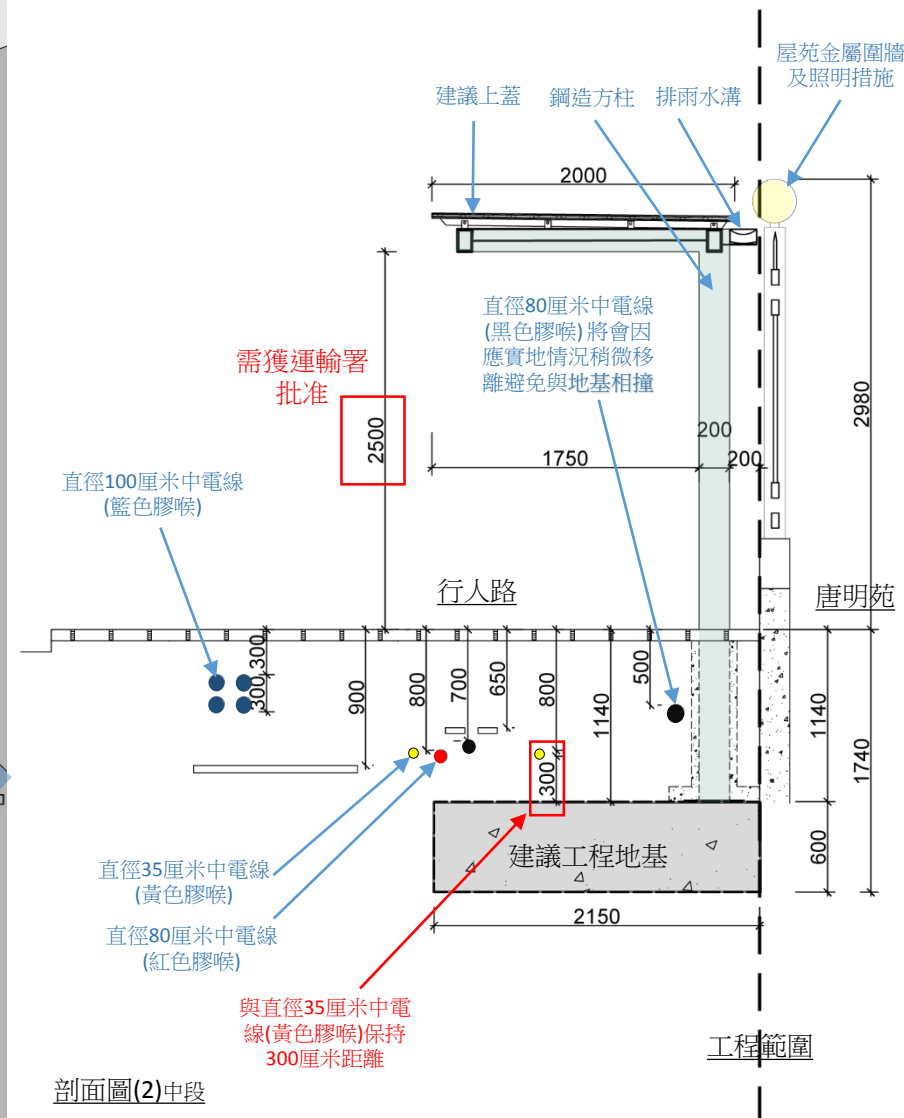 屋苑金屬圍牆
及照明措施
建議上蓋
鋼造方柱
排雨水溝
2000
直徑80厘米中電線
(黑色膠喉) 將會因
應實地情況稍微移
離避免與地基相撞
需獲運輸署
批准
2500
2980
200
1750
200
直徑100厘米中電線
(籃色膠喉)
行人路
唐明苑
300
300
900
800
700
650
800
300
1140
500
1140
1740
600
建議工程地基
直徑35厘米中電線
(黃色膠喉)
2150
直徑80厘米中電線
(紅色膠喉)
與直徑35厘米中電
線(黃色膠喉)保持
300厘米距離
工程範圍
剖面圖(2)中段